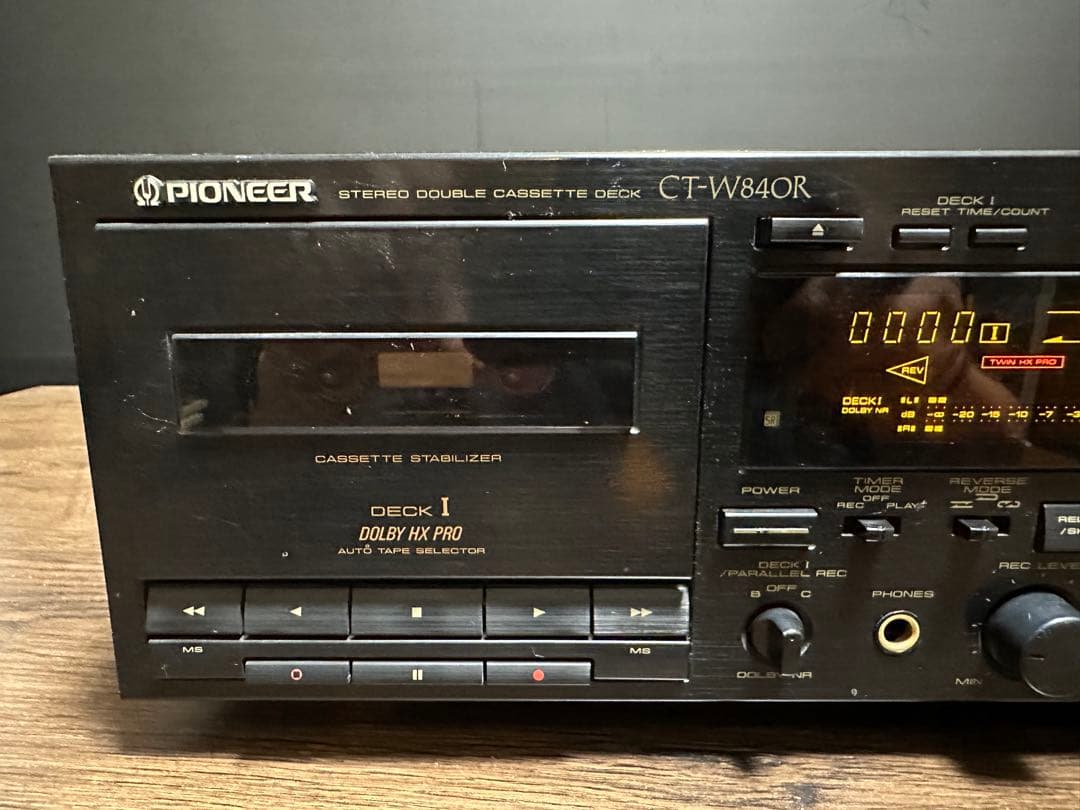 PIONEER STEREO DOUBLE CASSETTE DECK CT-W840R
DECK I
RESET TIME/COUNT
0000 I
REV
TWIN HX PRO
DECK I
DOLBY NR
L
dB -∞ -20 -15 -10 -7
R
SR
CASSETTE STABILIZER
DECK I
DOLBY HX PRO
AUTO TAPE SELECTOR
MS
MS
POWER
TIMER
MODE
OFF
REC PLAY
REVERSE
MODE
REC LEVE
DECK I
/PARALLEL REC
OFF
B C
DOLBY NR
PHONES
MIN